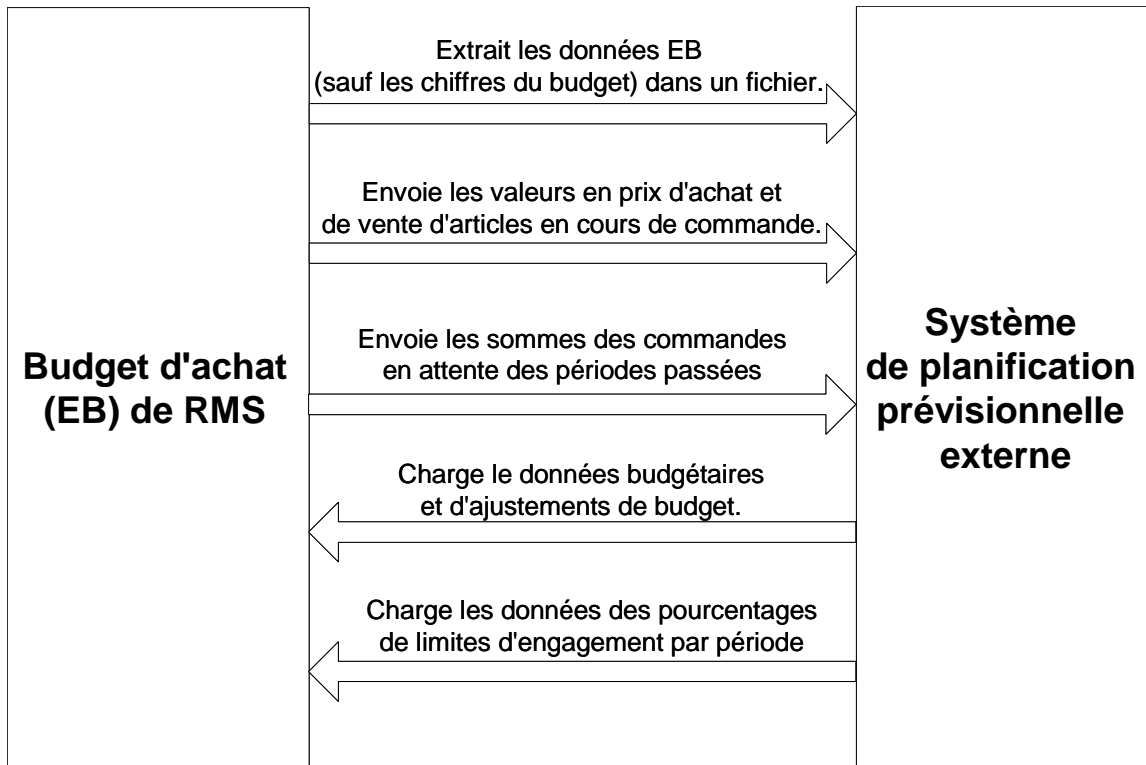 Extrait les données EB
(sauf les chiffres du budget) dans un fichier.
Envoie les valeurs en prix d'achat et
de vente d'articles en cours de commande.
Envoie les sommes des commandes
en attente des périodes passées
Charge le données budgétaires
et d'ajustements de budget.
Charge les données des pourcentages
de limites d'engagement par période
Budget d'achat
(EB) de RMS
Système
de planification
prévisionnelle
externe